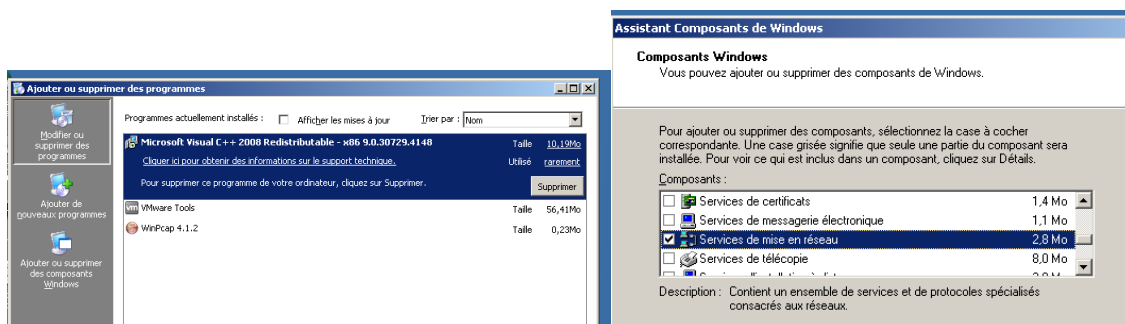 Ajouter ou supprimer des programmes
Modifier ou
supprimer des
programmes
Ajouter de
nouveaux programmes
Ajouter ou supprimer
des composants
Windows
Programmes actuellement installés :
Afficher les mises à jour
Trier par :
Nom
Microsoft Visual C++ 2008 Redistributable - x86 9.0.30729.4148
Taille 10,19Mo
Cliquer ici pour obtenir des informations sur le support technique.
Utilisé rarement
Pour supprimer ce programme de votre ordinateur, cliquez sur Supprimer.
Supprimer
vm VMware Tools
Taille 56,41Mo
WinPcap 4.1.2
Taille 0,23Mo
Assistant Composants de Windows
Composants Windows
Vous pouvez ajouter ou supprimer des composants de Windows.
Pour ajouter ou supprimer des composants, sélectionnez la case à cocher
correspondante. Une case grisée signifie que seule une partie du composant sera
installée. Pour voir ce qui est inclus dans un composant, cliquez sur Détails.
Composants :
Services de certificats 1,4 Mo
Services de messagerie électronique 1,1 Mo
Services de mise en réseau 2,8 Mo
Services de télécopie 8,0 Mo
Description : Contient un ensemble de services et de protocoles spécialisés
consacrés aux réseaux.